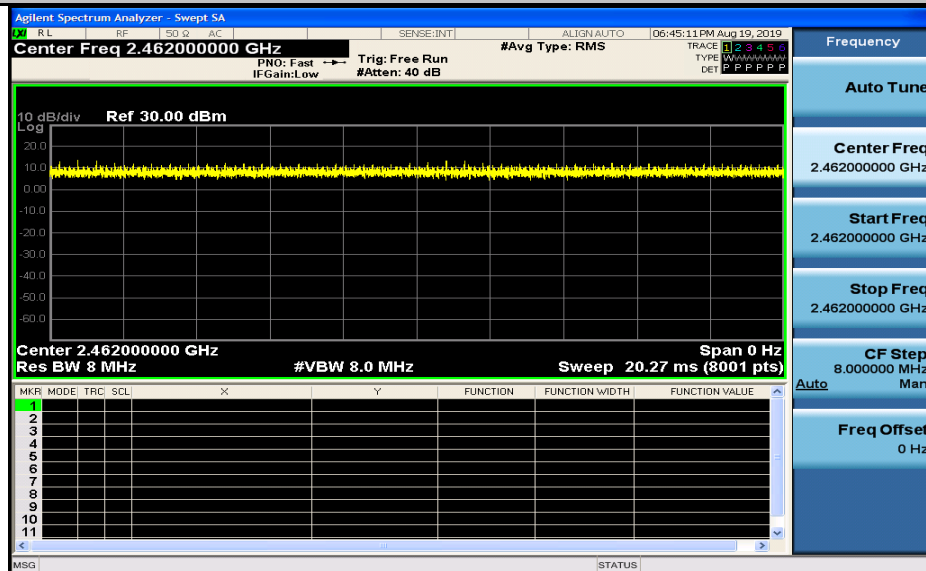 Agilent Spectrum Analyzer - Swept SA
LXI RL RF 50 Ω AC SENSE:INT ALIGN AUTO 06:45:11 PM Aug 19, 2019
Center Freq 2.462000000 GHz #Avg Type: RMS TRACE 1 2 3 4 5 6
PNO: Fast Trig: Free Run TYPE
IFGain:Low #Atten: 40 dB DET P P P P P P
10 dB/div Ref 30.00 dBm
Log
20.0
10.0
0.00
-10.0
-20.0
-30.0
-40.0
-50.0
-60.0
Center 2.462000000 GHz Span 0 Hz
Res BW 8 MHz #VBW 8.0 MHz Sweep 20.27 ms (8001 pts)
MKR MODE TRC SCL X Y FUNCTION FUNCTION WIDTH FUNCTION VALUE
1
2
3
4
5
6
7
8
9
10
11
MSG STATUS
Frequency
Auto Tune
Center Freq
2.462000000 GHz
Start Freq
2.462000000 GHz
Stop Freq
2.462000000 GHz
CF Step
8.000000 MHz
Auto Man
Freq Offset
0 Hz